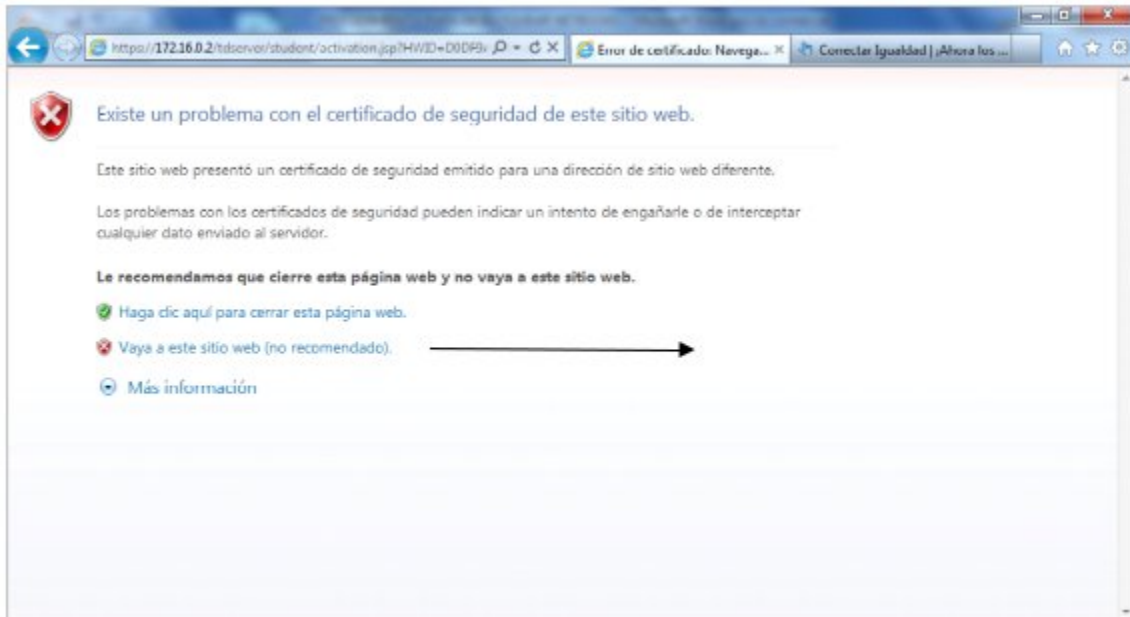 https://172.16.0.2/tdserver/student/activation.jsp?HWID=D0DF9
Error de certificado: Navega...
Conectar Igualdad | ¡Ahora los ...
Existe un problema con el certificado de seguridad de este sitio web.
Este sitio web presentó un certificado de seguridad emitido para una dirección de sitio web diferente.
Los problemas con los certificados de seguridad pueden indicar un intento de engañarle o de interceptar
cualquier dato enviado al servidor.
Le recomendamos que cierre esta página web y no vaya a este sitio web.
Haga clic aquí para cerrar esta página web.
Vaya a este sitio web (no recomendado).
Más información